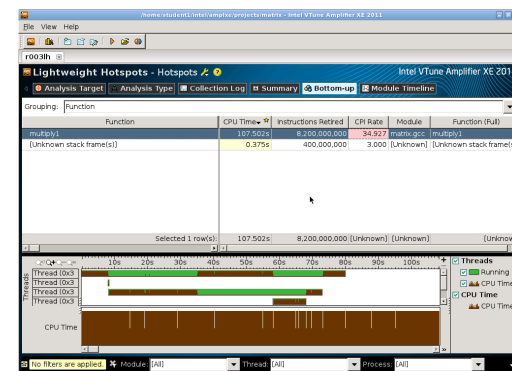 /home/student1/intel/amplxe/projects/matrix - Intel VTune Amplifier XE 2011
File View Help
r003lh
Lightweight Hotspots - Hotspots
Intel VTune Amplifier XE 201
Analysis Target Analysis Type Collection Log Summary Bottom-up Module Timeline
Grouping: Function
Function CPU Time Instructions Retired CPI Rate Module Function (Full)
multiply1 107.502s 8,200,000,000 34.927 matrix.gcc multiply1
[Unknown stack frame(s)] 0.375s 400,000,000 3.000 [Unknown] [Unknown stack frame(s
Selected 1 row(s): 107.502s 8,200,000,000 [Unknown] [Unknown] [Unkno
10s 20s 30s 40s 50s 60s 70s 80s 90s 100s
Threads
Thread (0x3
Thread (0x3
Thread (0x3
Thread (0x3
CPU Time
Threads
Running
CPU Time
CPU Time
CPU Time
No filters are applied. Module: [All] Thread: [All] Process: [All]